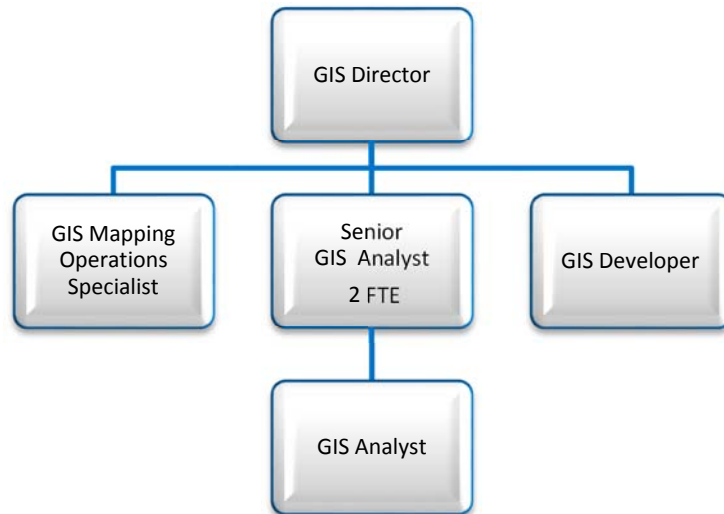 GIS Director
GIS Mapping
Operations
Specialist
Senior
GIS Analyst
2 FTE
GIS Developer
GIS Analyst